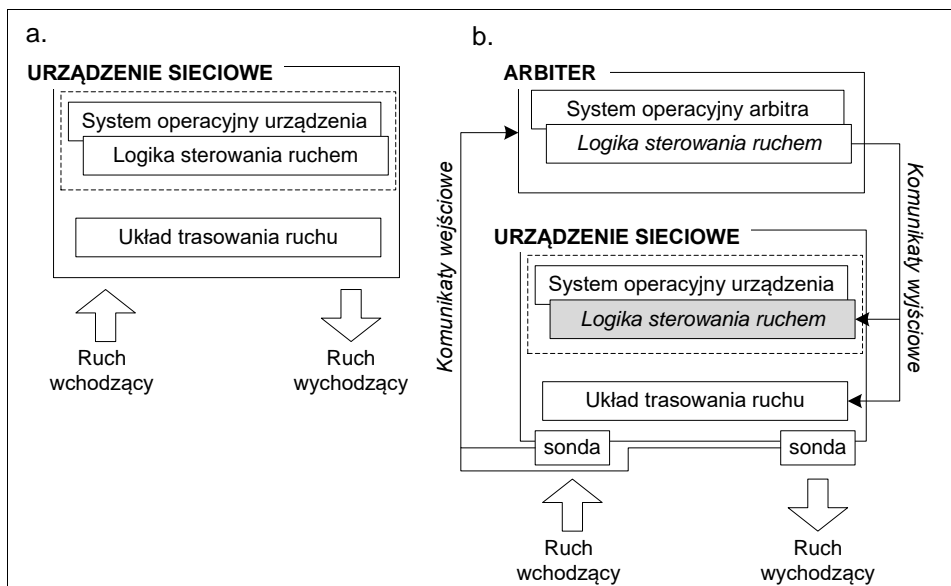 a.
URZĄDZENIE SIECIOWE
System operacyjny urządzenia
Logika sterowania ruchem
Układ trasowania ruchu
Ruch
wchodzący
Ruch
wychodzący
b.
ARBITER
System operacyjny arbitra
Logika sterowania ruchem
Komunikaty wejściowe
Komunikaty wyjściowe
URZĄDZENIE SIECIOWE
System operacyjny urządzenia
Logika sterowania ruchem
Układ trasowania ruchu
sonda
sonda
Ruch
wchodzący
Ruch
wychodzący